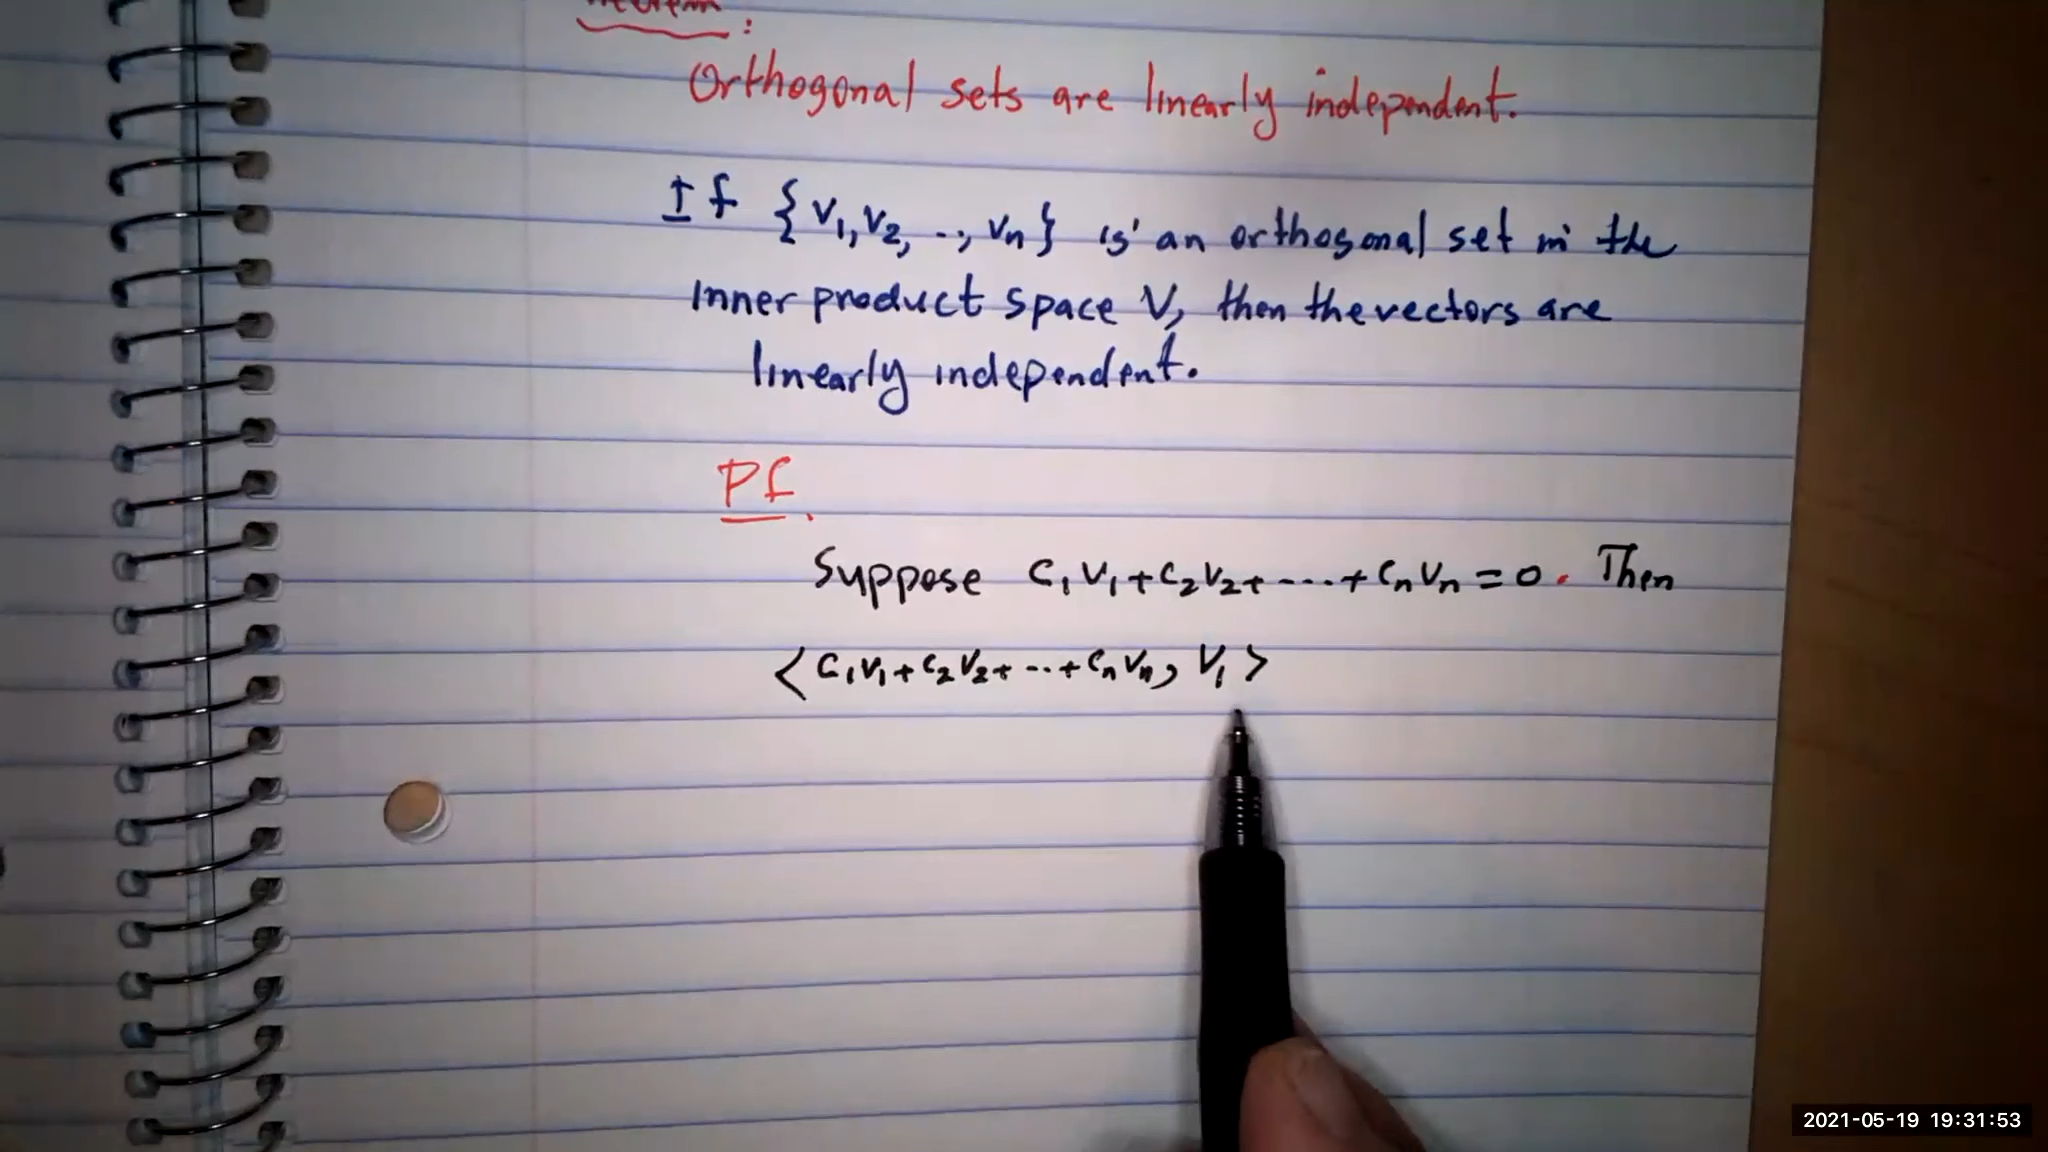 Theorem:
Orthogonal sets are linearly independent.
If {v₁, v₂, .., vₙ} is an orthogonal set in the
inner product space V, then the vectors are
linearly independent.
Pf.
Suppose c₁v₁+c₂v₂+----+cₙvₙ=0. Then
<c₁v₁+c₂v₂+--+cₙvₙ, v₁>
2021-05-19 19:31:53